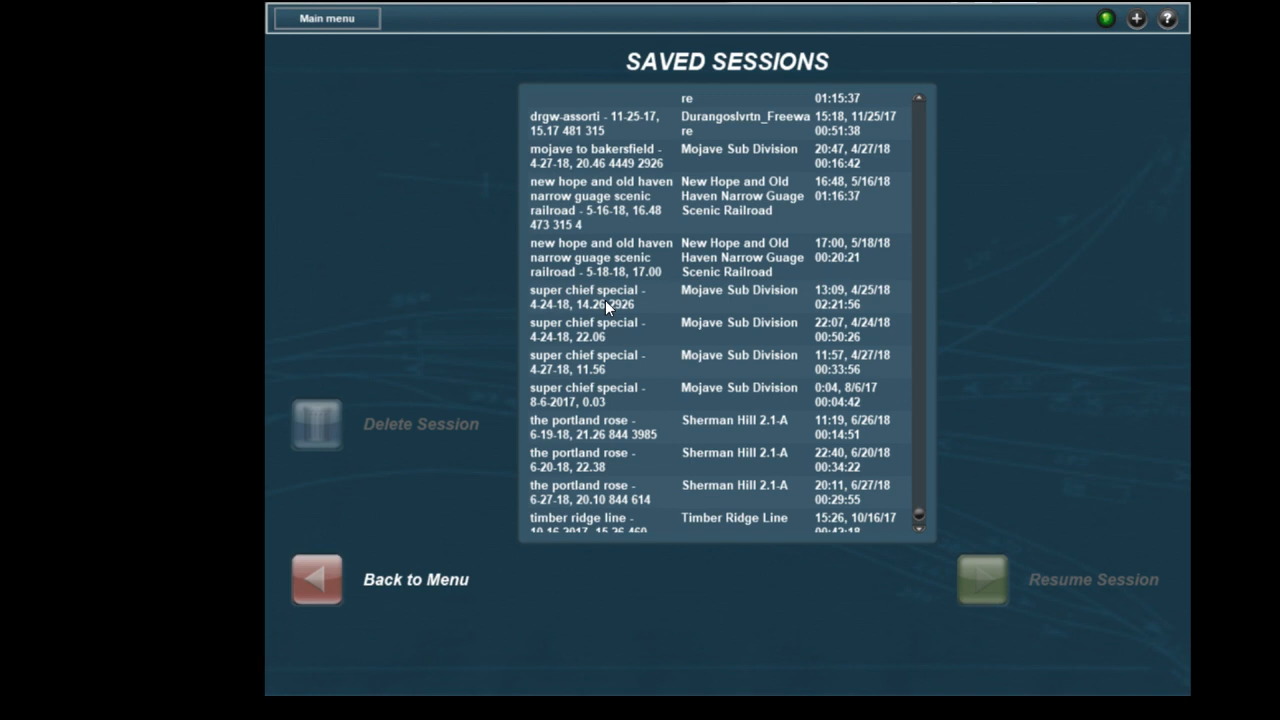 Main menu
SAVED SESSIONS
re 01:15:37
drgw-assorti - 11-25-17, Durangoslvrtn_Freewa 15:18, 11/25/17
15.17 481 315 re 00:51:38
mojave to bakersfield - Mojave Sub Division 20:47, 4/27/18
4-27-18, 20.46 4449 2926 00:16:42
new hope and old haven New Hope and Old 16:48, 5/16/18
narrow guage scenic Haven Narrow Guage 01:16:37
railroad - 5-16-18, 16.48 Scenic Railroad
473 315 4
new hope and old haven New Hope and Old 17:00, 5/18/18
narrow guage scenic Haven Narrow Guage 00:20:21
railroad - 5-18-18, 17.00 Scenic Railroad
super chief special - Mojave Sub Division 13:09, 4/25/18
4-24-18, 14.26 2926 02:21:56
super chief special - Mojave Sub Division 22:07, 4/24/18
4-24-18, 22.06 00:50:26
super chief special - Mojave Sub Division 11:57, 4/27/18
4-27-18, 11.56 00:33:56
super chief special - Mojave Sub Division 0:04, 8/6/17
8-6-2017, 0.03 00:04:42
the portland rose - Sherman Hill 2.1-A 11:19, 6/26/18
6-19-18, 21.26 844 3985 00:14:51
the portland rose - Sherman Hill 2.1-A 22:40, 6/20/18
6-20-18, 22.38 00:34:22
the portland rose - Sherman Hill 2.1-A 20:11, 6/27/18
6-27-18, 20.10 844 614 00:29:55
timber ridge line - Timber Ridge Line 15:26, 10/16/17
10-16-2017, 15.26 460 00:42:18
Delete Session
Back to Menu
Resume Session